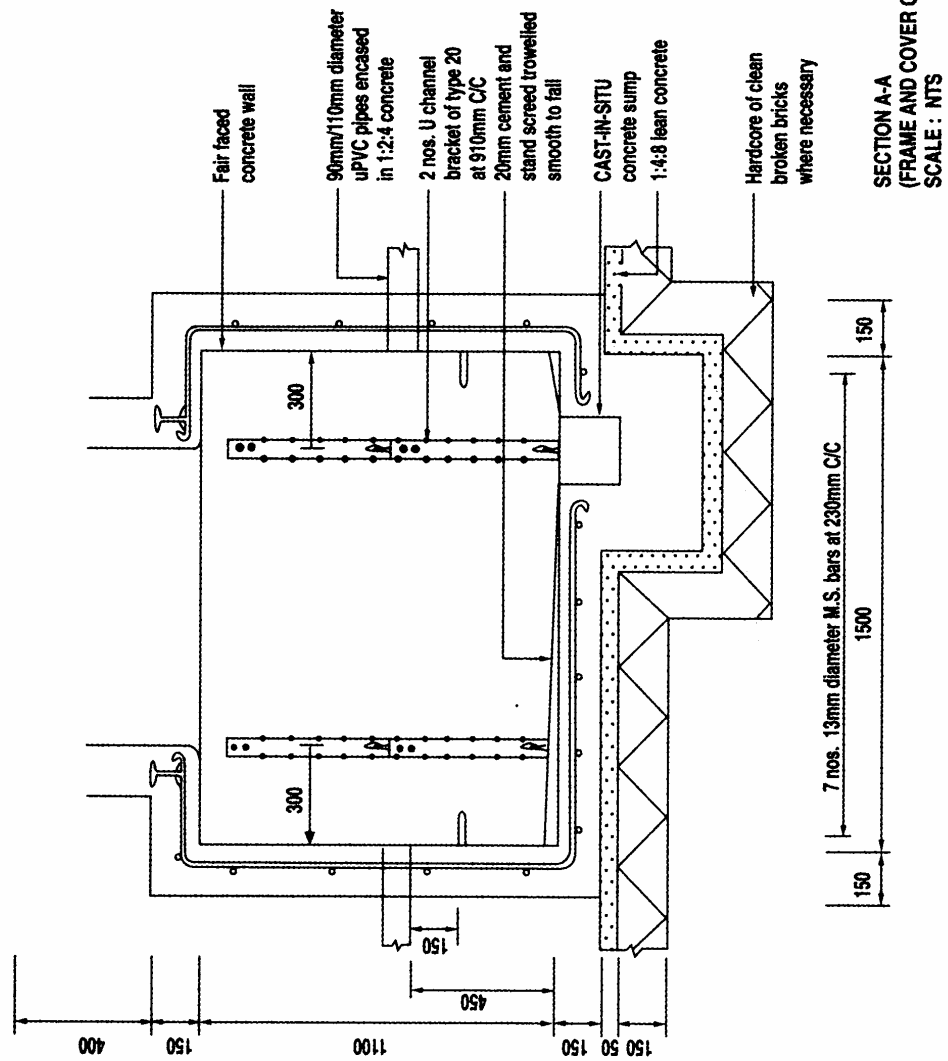 Fair faced
concrete wall
90mm/110mm diameter
uPVC pipes encased
in 1:2:4 concrete
2 nos. U channel
bracket of type 20
at 910mm C/C
20mm cement and
stand screed trowelled
smooth to fall
CAST-IN-SITU
concrete sump
1:4:8 lean concrete
Hardcore of clean
broken bricks
where necessary
SECTION A-A
(FRAME AND COVER
SCALE : NTS
300
300
150
450
400
150
1100
150
50
150
7 nos. 13mm diameter M.S. bars at 230mm C/C
150
1500
150